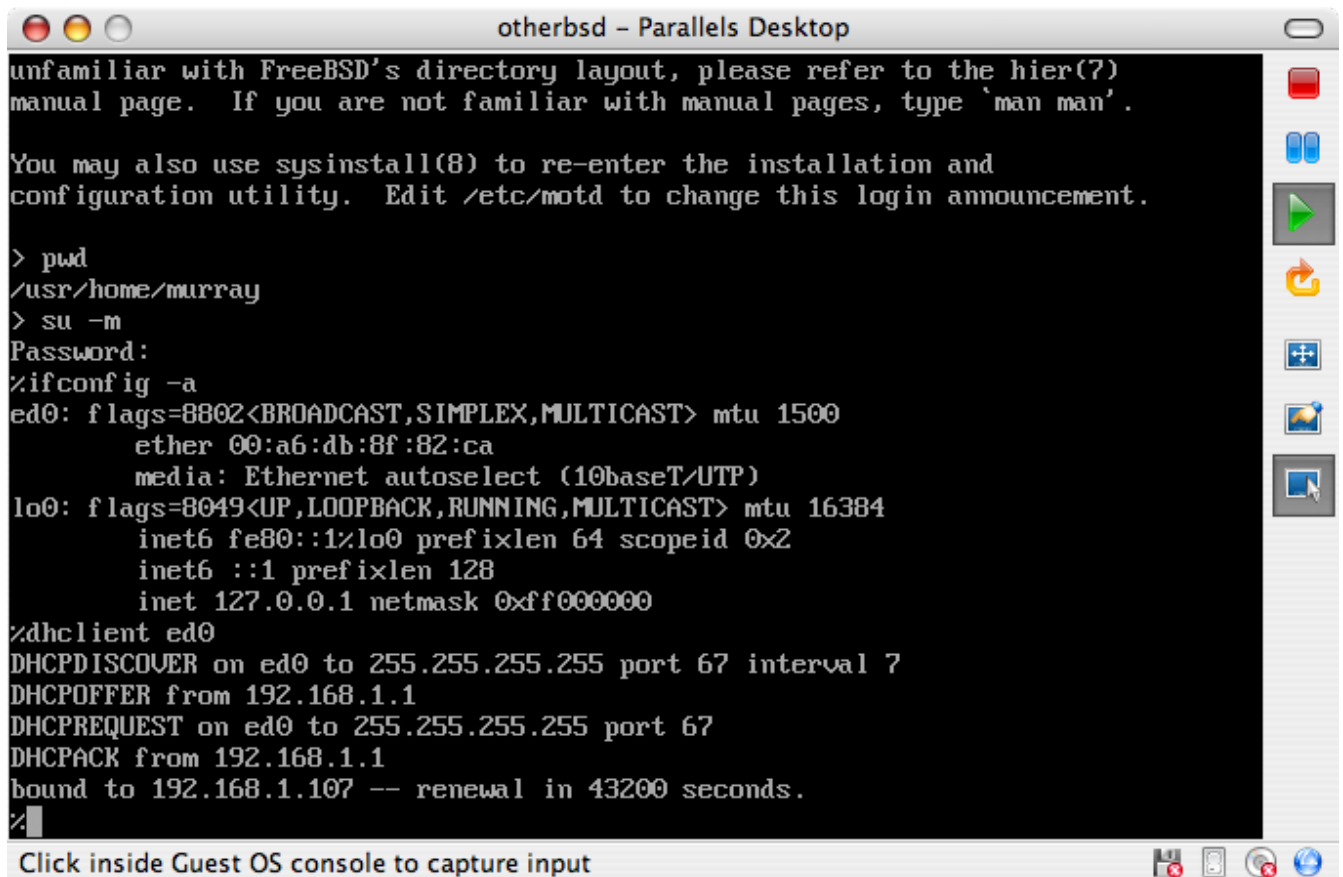 otherbsd – Parallels Desktop
unfamiliar with FreeBSD's directory layout, please refer to the hier(7)
manual page.  If you are not familiar with manual pages, type `man man'.
You may also use sysinstall(8) to re-enter the installation and
configuration utility.  Edit /etc/motd to change this login announcement.
> pwd
/usr/home/murray
> su -m
Password:
%ifconfig -a
ed0: flags=8802<BROADCAST,SIMPLEX,MULTICAST> mtu 1500
        ether 00:a6:db:8f:82:ca
        media: Ethernet autoselect (10baseT/UTP)
lo0: flags=8049<UP,LOOPBACK,RUNNING,MULTICAST> mtu 16384
        inet6 fe80::1%lo0 prefixlen 64 scopeid 0x2
        inet6 ::1 prefixlen 128
        inet 127.0.0.1 netmask 0xff000000
%dhclient ed0
DHCPDISCOVER on ed0 to 255.255.255.255 port 67 interval 7
DHCPOFFER from 192.168.1.1
DHCPREQUEST on ed0 to 255.255.255.255 port 67
DHCPACK from 192.168.1.1
bound to 192.168.1.107 -- renewal in 43200 seconds.
%
Click inside Guest OS console to capture input